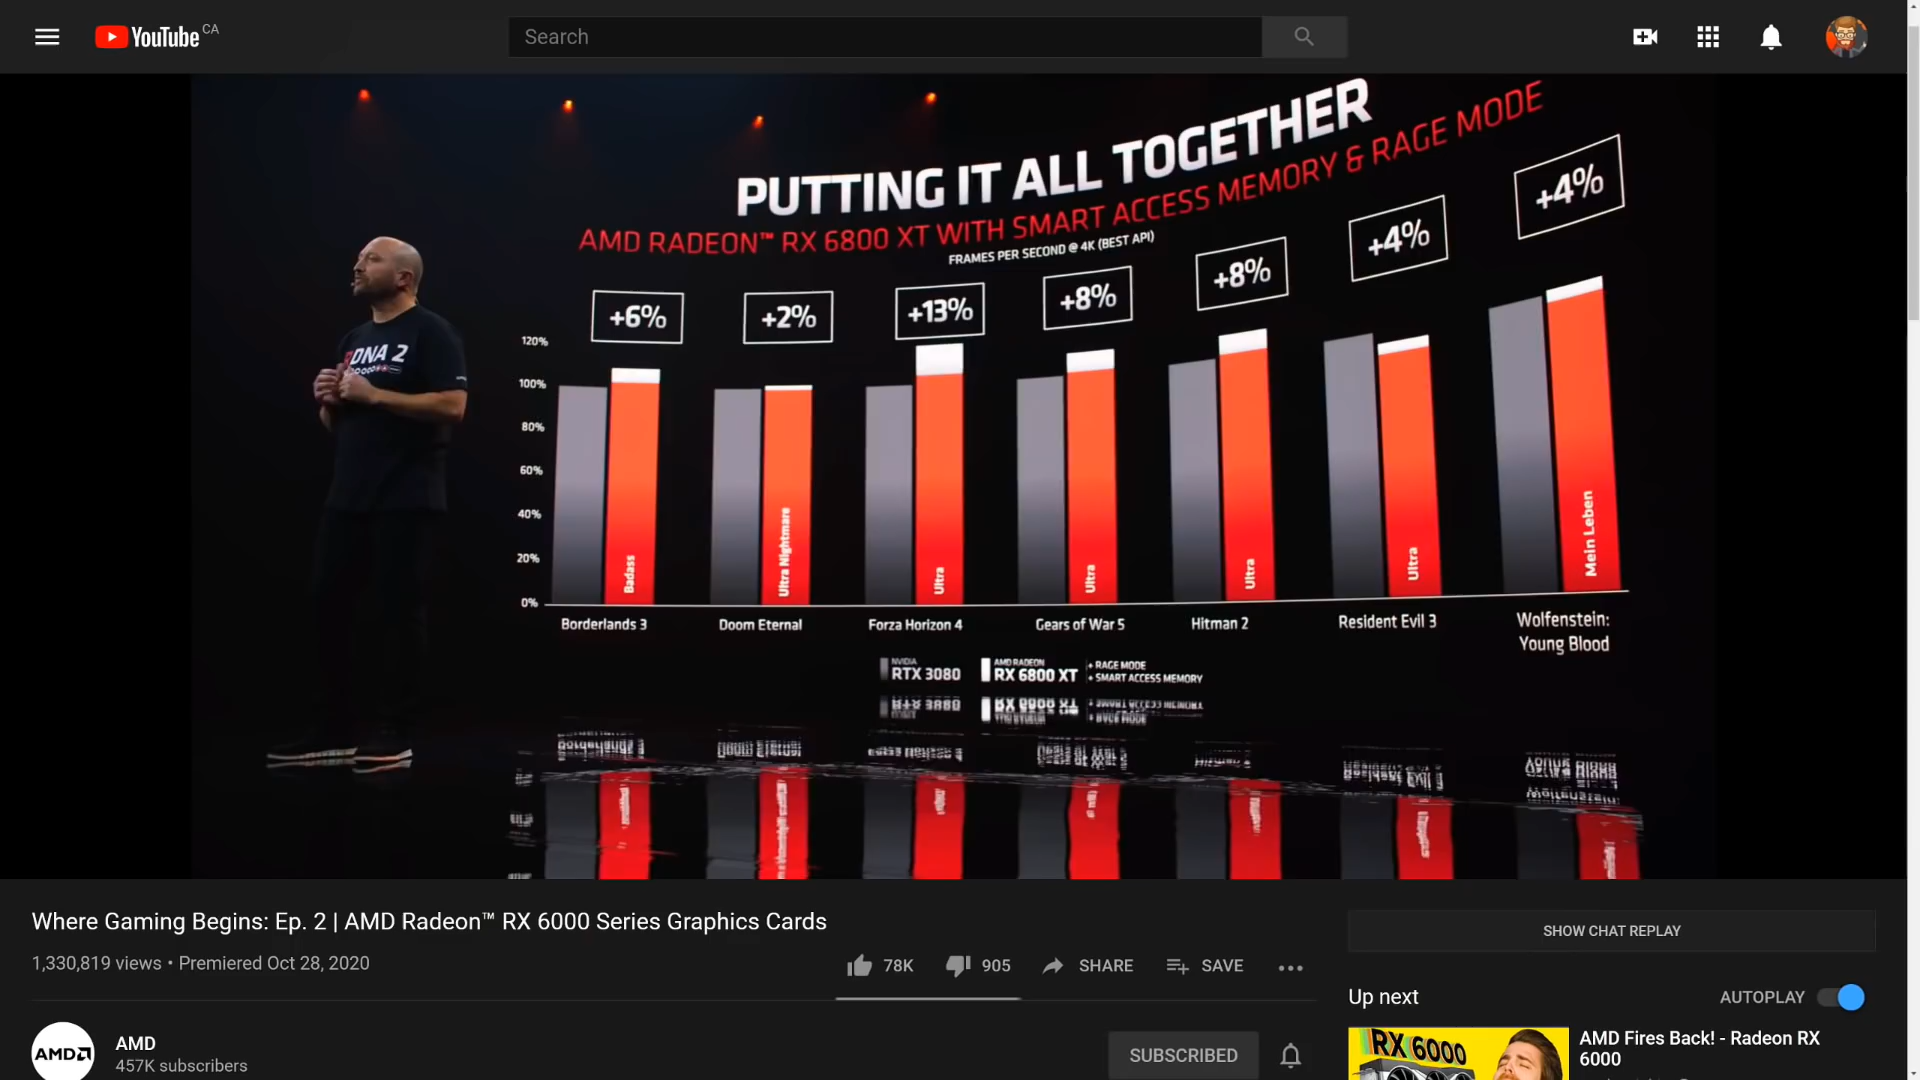 YouTube CA
Search
PUTTING IT ALL TOGETHER
AMD RADEON™ RX 6800 XT WITH SMART ACCESS MEMORY & RAGE MODE
FRAMES PER SECOND @ 4K (BEST API)
+6%
+2%
+13%
+8%
+8%
+4%
+4%
DNA 2
120%
100%
80%
60%
40%
20%
0%
Badass
Ultra Nightmare
Ultra
Ultra
Ultra
Ultra
Mein Leben
Borderlands 3
Doom Eternal
Forza Horizon 4
Gears of War 5
Hitman 2
Resident Evil 3
Wolfenstein:
Young Blood
NVIDIA
RTX 3080
AMD RADEON
RX 6800 XT
+ RAGE MODE
+ SMART ACCESS MEMORY
Where Gaming Begins: Ep. 2 | AMD Radeon™ RX 6000 Series Graphics Cards
1,330,819 views • Premiered Oct 28, 2020
78K
905
SHARE
SAVE
AMD
AMD
457K subscribers
SUBSCRIBED
SHOW CHAT REPLAY
Up next
AUTOPLAY
RX 6000
AMD Fires Back! - Radeon RX
6000